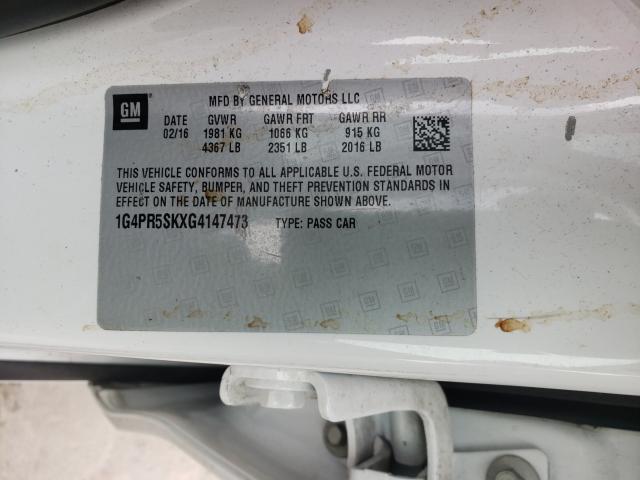 GM
MFD BY GENERAL MOTORS LLC
DATE GVWR GAWR FRT GAWR RR
02/16 1981 KG 1066 KG 915 KG
4367 LB 2351 LB 2016 LB
THIS VEHICLE CONFORMS TO ALL APPLICABLE U.S. FEDERAL MOTOR
VEHICLE SAFETY, BUMPER, AND THEFT PREVENTION STANDARDS IN
EFFECT ON THE DATE OF MANUFACTURE SHOWN ABOVE.
1G4PR5SKXG4147473 TYPE: PASS CAR